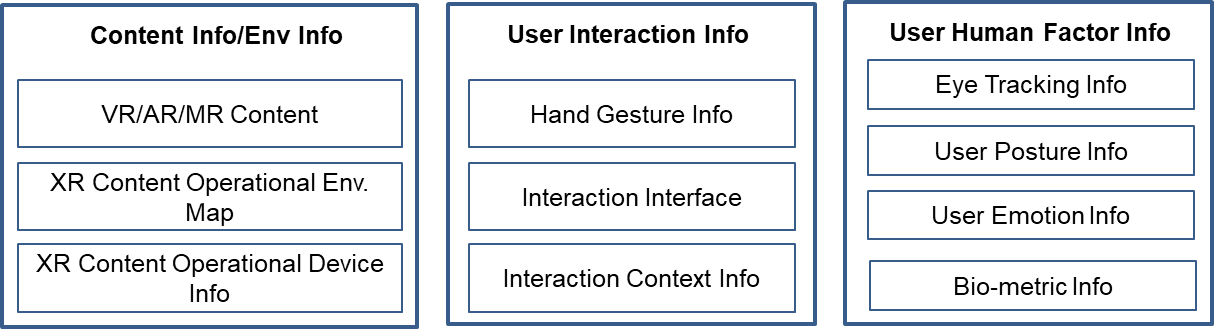 Content Info/Env Info
VR/AR/MR Content
XR Content Operational Env.
Map
XR Content Operational Device
Info
User Interaction Info
Hand Gesture Info
Interaction Interface
Interaction Context Info
User Human Factor Info
Eye Tracking Info
User Posture Info
User Emotion Info
Bio-metric Info